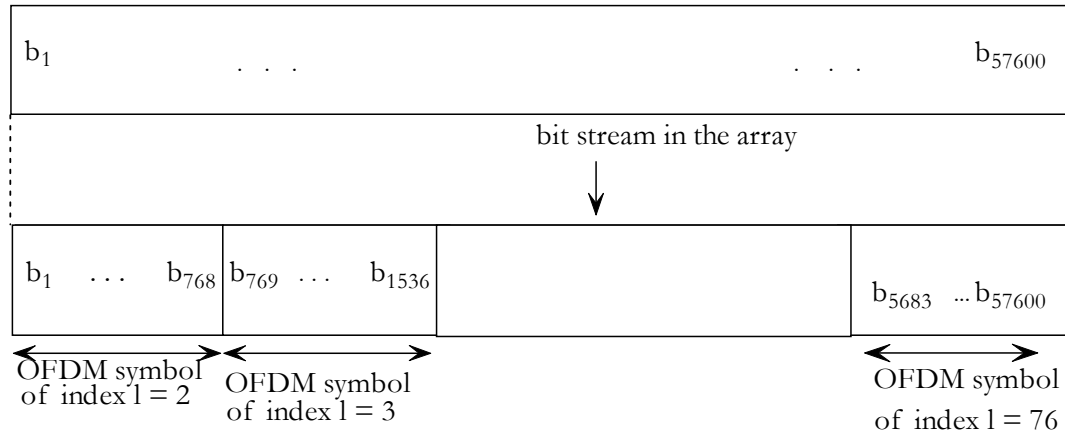 b₁ . . . . . . b₅₇₆₀₀
bit stream in the array
b₁ ... b₇₆₈ b₇₆₉ ... b₁₅₃₆ b₅₆₈₃ ... b₅₇₆₀₀
OFDM symbol
of index l = 2
OFDM symbol
of index l = 3
OFDM symbol
of index l = 76